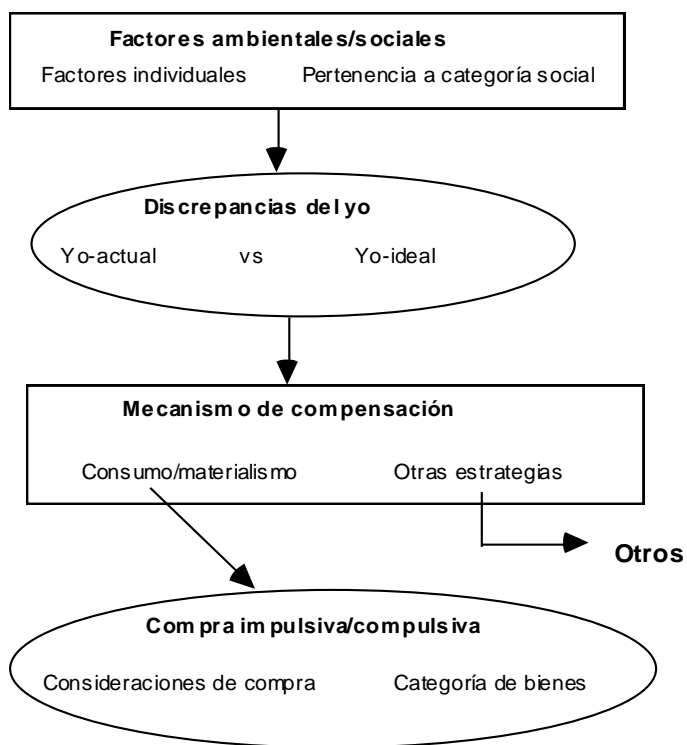 Factores ambientales/sociales
Factores individuales Pertenencia a categoría social
Discrepancias del yo
Yo-actual vs Yo-ideal
Mecanismo de compensación
Consumo/materialismo Otras estrategias
Otros
Compra impulsiva/compulsiva
Consideraciones de compra Categoría de bienes